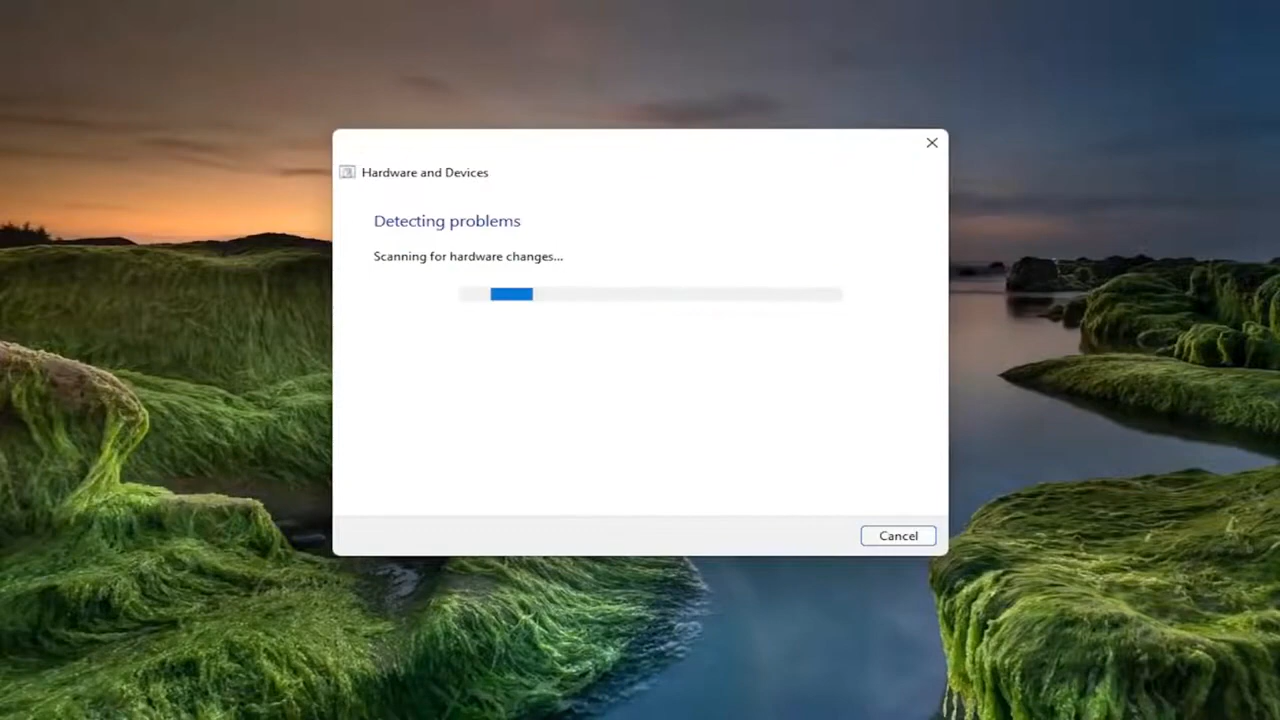 Hardware and Devices
Detecting problems
Scanning for hardware changes...
Cancel